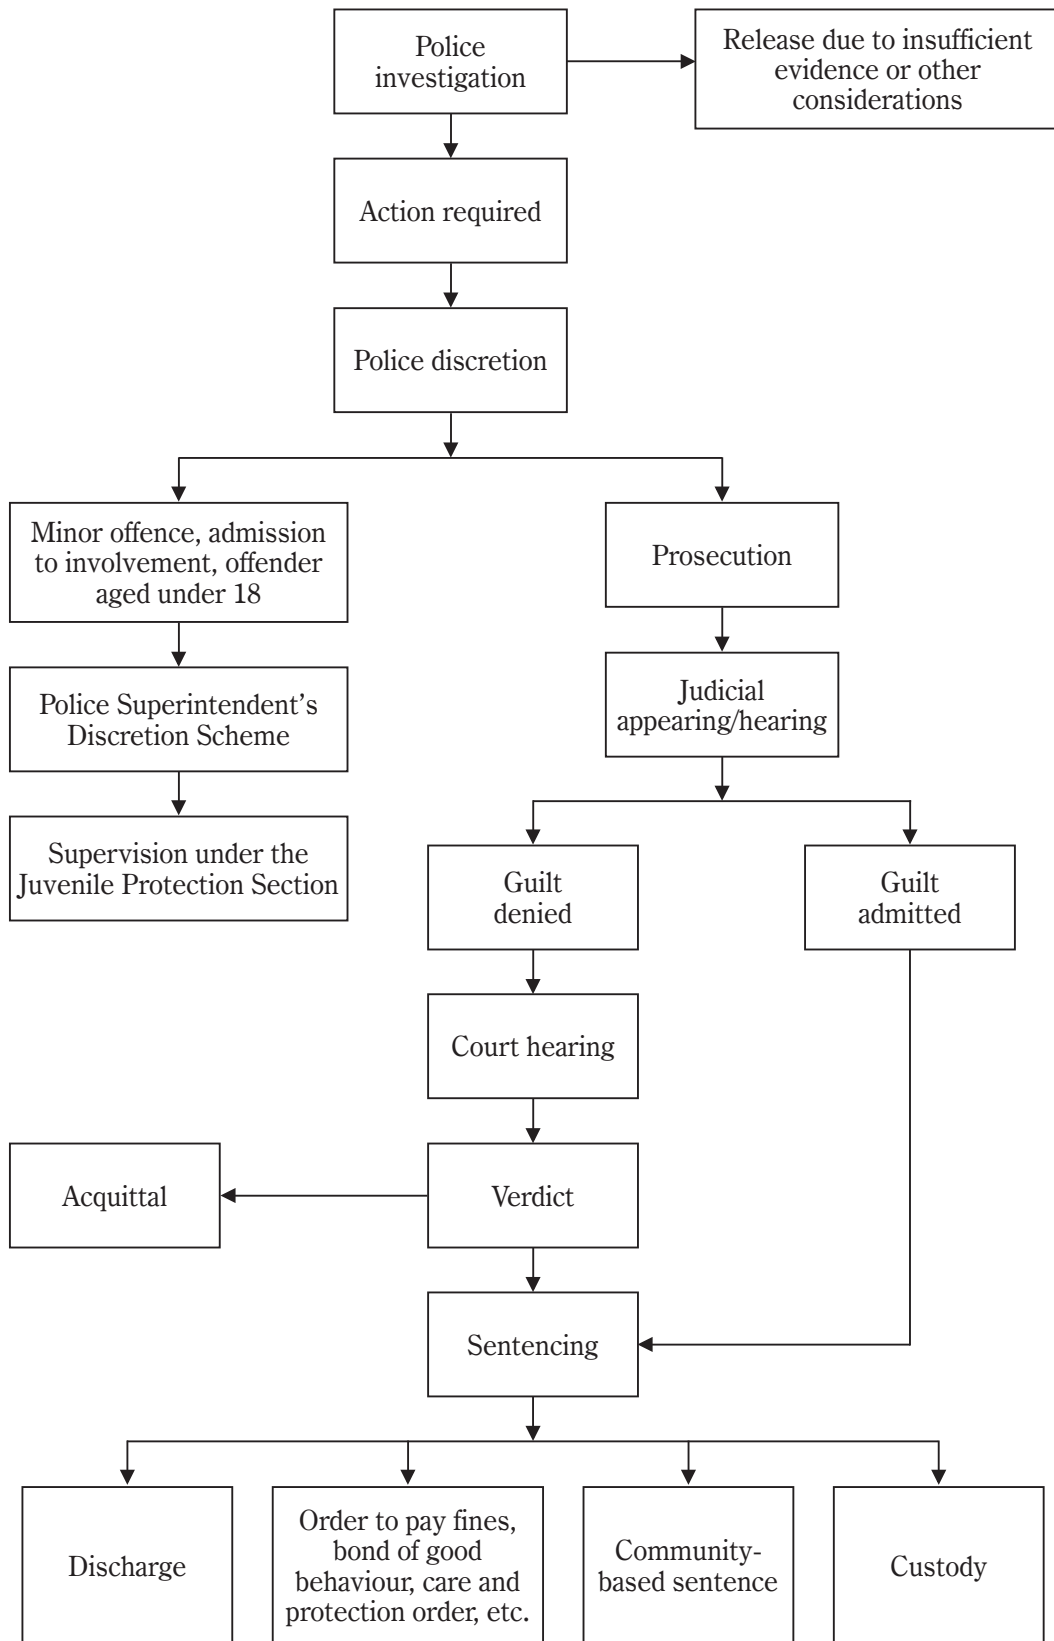 Police
investigation
Release due to insufficient
evidence or other
considerations
Action required
Police discretion
Minor offence, admission
to involvement, offender
aged under 18
Prosecution
Police Superintendent’s
Discretion Scheme
Judicial
appearing/hearing
Supervision under the
Juvenile Protection Section
Guilt
denied
Guilt
admitted
Court hearing
Acquittal
Verdict
Sentencing
Discharge
Order to pay fines,
bond of good
behaviour, care and
protection order, etc.
Community-
based sentence
Custody